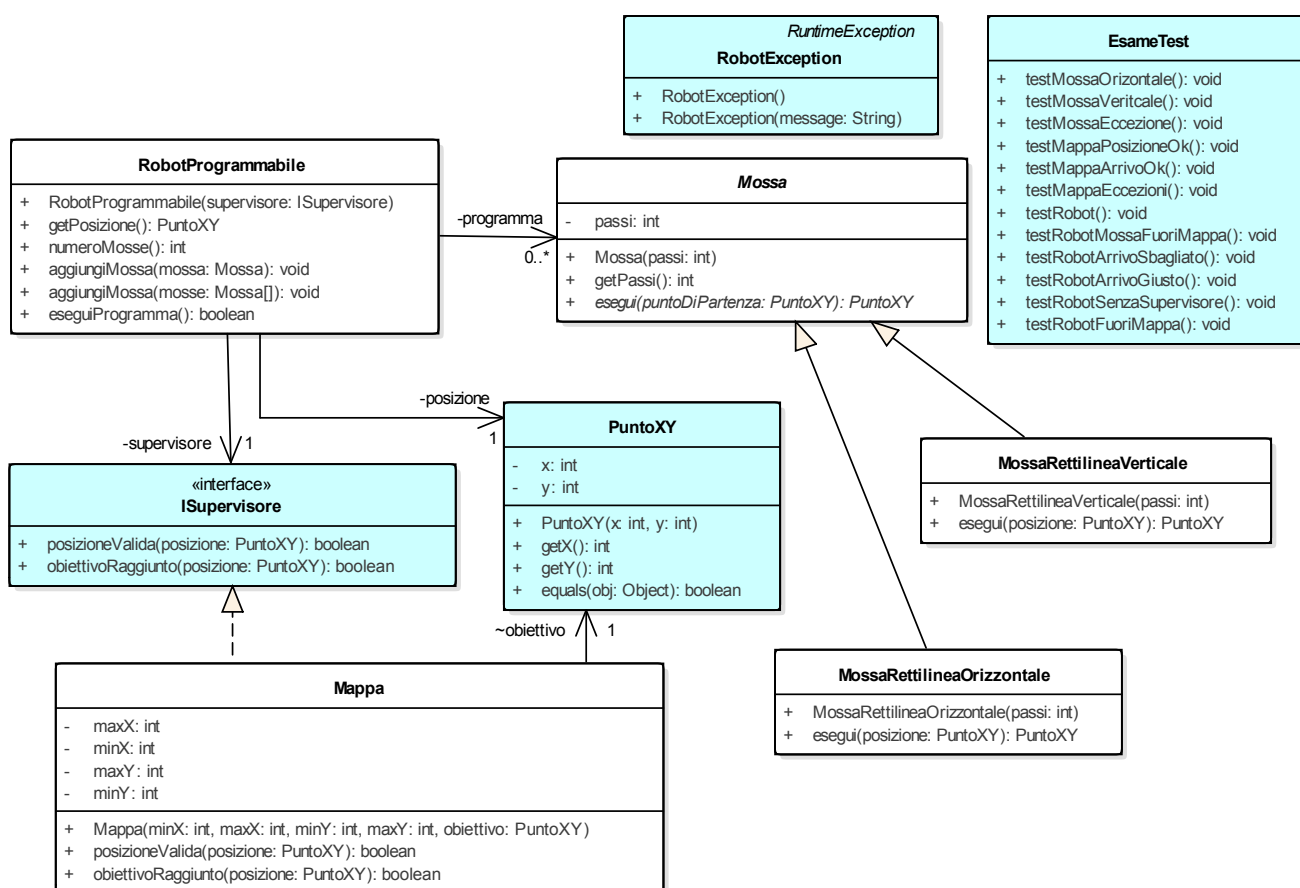 RuntimeException
RobotException
+ RobotException()
+ RobotException(message: String)
EsameTest
+ testMossaOrizontale(): void
+ testMossaVeritcale(): void
+ testMossaEccezione(): void
+ testMappaPosizioneOk(): void
+ testMappaArrivoOk(): void
+ testMappaEccezioni(): void
+ testRobot(): void
+ testRobotMossaFuoriMappa(): void
+ testRobotArrivoSbagliato(): void
+ testRobotArrivoGiusto(): void
+ testRobotSenzaSupervisore(): void
+ testRobotFuoriMappa(): void
RobotProgrammabile
+ RobotProgrammabile(supervisore: ISupervisore)
+ getPosizione(): PuntoXY
+ numeroMosse(): int
+ aggiungiMossa(mossa: Mossa): void
+ aggiungiMossa(mosse: Mossa[]): void
+ eseguiProgramma(): boolean
-programma
0..*
Mossa
- passi: int
+ Mossa(passi: int)
+ getPassi(): int
+ esegui(puntoDiPartenza: PuntoXY): PuntoXY
-posizione
1
-supervisore
1
«interface»
ISupervisore
+ posizioneValida(posizione: PuntoXY): boolean
+ obiettivoRaggiunto(posizione: PuntoXY): boolean
PuntoXY
- x: int
- y: int
+ PuntoXY(x: int, y: int)
+ getX(): int
+ getY(): int
+ equals(obj: Object): boolean
MossaRettilineaVerticale
+ MossaRettilineaVerticale(passi: int)
+ esegui(posizione: PuntoXY): PuntoXY
~obiettivo
1
Mappa
- maxX: int
- minX: int
- maxY: int
- minY: int
+ Mappa(minX: int, maxX: int, minY: int, maxY: int, obiettivo: PuntoXY)
+ posizioneValida(posizione: PuntoXY): boolean
+ obiettivoRaggiunto(posizione: PuntoXY): boolean
MossaRettilineaOrizzontale
+ MossaRettilineaOrizzontale(passi: int)
+ esegui(posizione: PuntoXY): PuntoXY